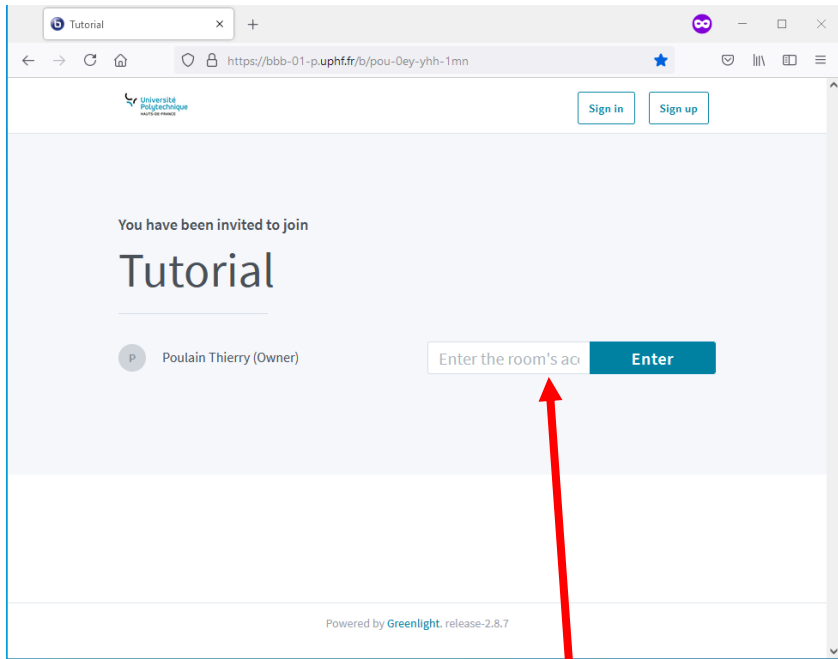 Tutorial
https://bbb-01-p.uphf.fr/b/pou-0ey-yhh-1mn
Université
Polytechnique
HAUTS-DE-FRANCE
Sign in
Sign up
You have been invited to join
Tutorial
P
Poulain Thierry (Owner)
Enter the room's acc
Enter
Powered by Greenlight. release-2.8.7